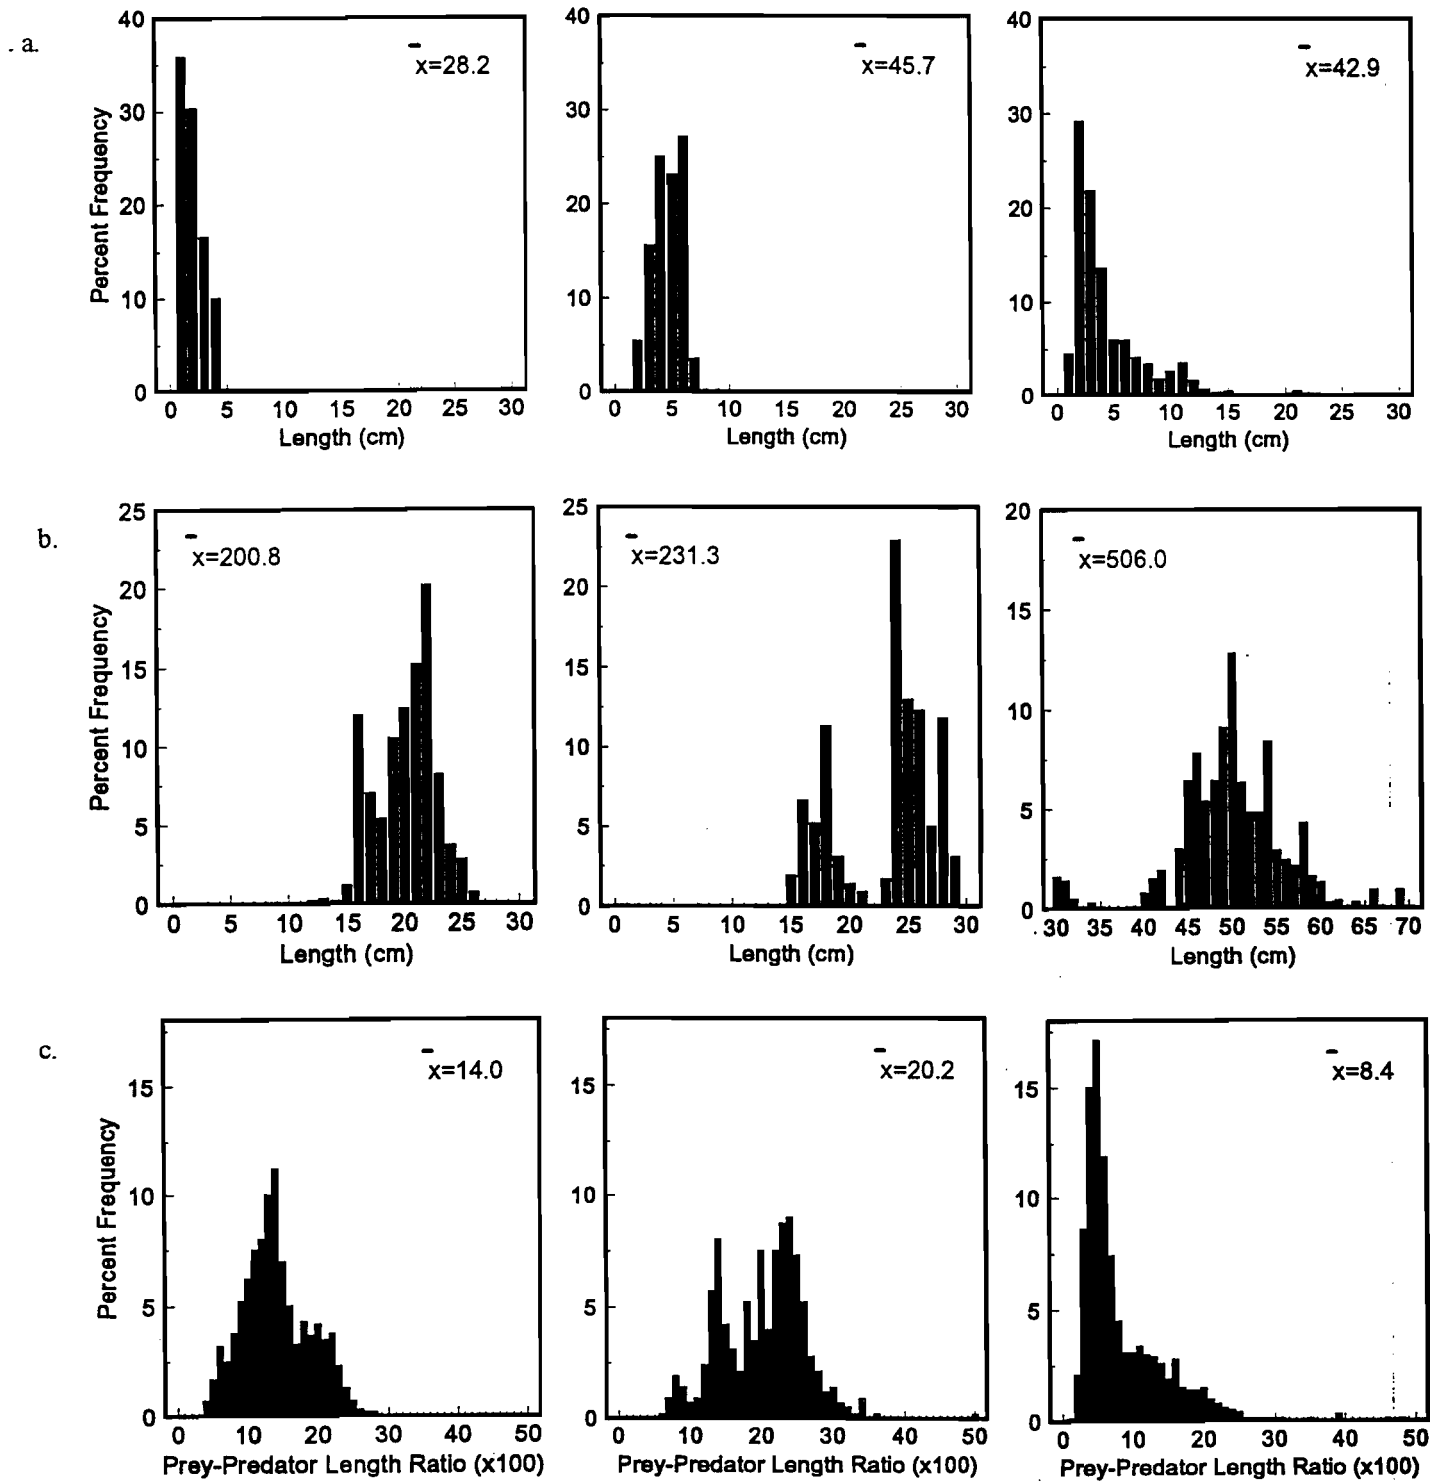 a.
40
30
20
10
0
Percent Frequency
x̄=28.2
0 5 10 15 20 25 30
Length (cm)
40
30
20
10
0
x̄=45.7
0 5 10 15 20 25 30
Length (cm)
40
30
20
10
0
x̄=42.9
0 5 10 15 20 25 30
Length (cm)
b.
25
20
15
10
5
0
Percent Frequency
x̄=200.8
0 5 10 15 20 25 30
Length (cm)
25
20
15
10
5
0
x̄=231.3
0 5 10 15 20 25 30
Length (cm)
20
15
10
5
0
x̄=506.0
30 35 40 45 50 55 60 65 70
Length (cm)
c.
15
10
5
0
Percent Frequency
x̄=14.0
0 10 20 30 40 50
Prey-Predator Length Ratio (x100)
15
10
5
0
x̄=20.2
0 10 20 30 40 50
Prey-Predator Length Ratio (x100)
15
10
5
0
x̄=8.4
0 10 20 30 40 50
Prey-Predator Length Ratio (x100)